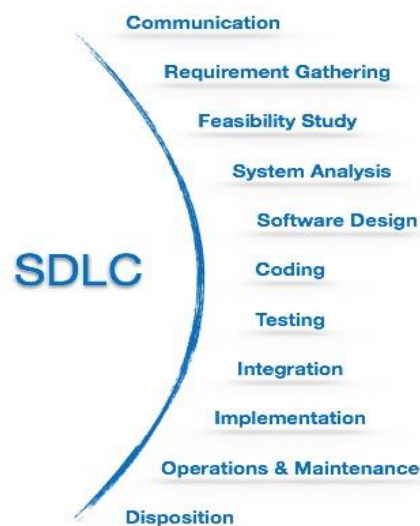 Communication
Requirement Gathering
Feasibility Study
System Analysis
Software Design
SDLC
Coding
Testing
Integration
Implementation
Operations & Maintenance
Disposition